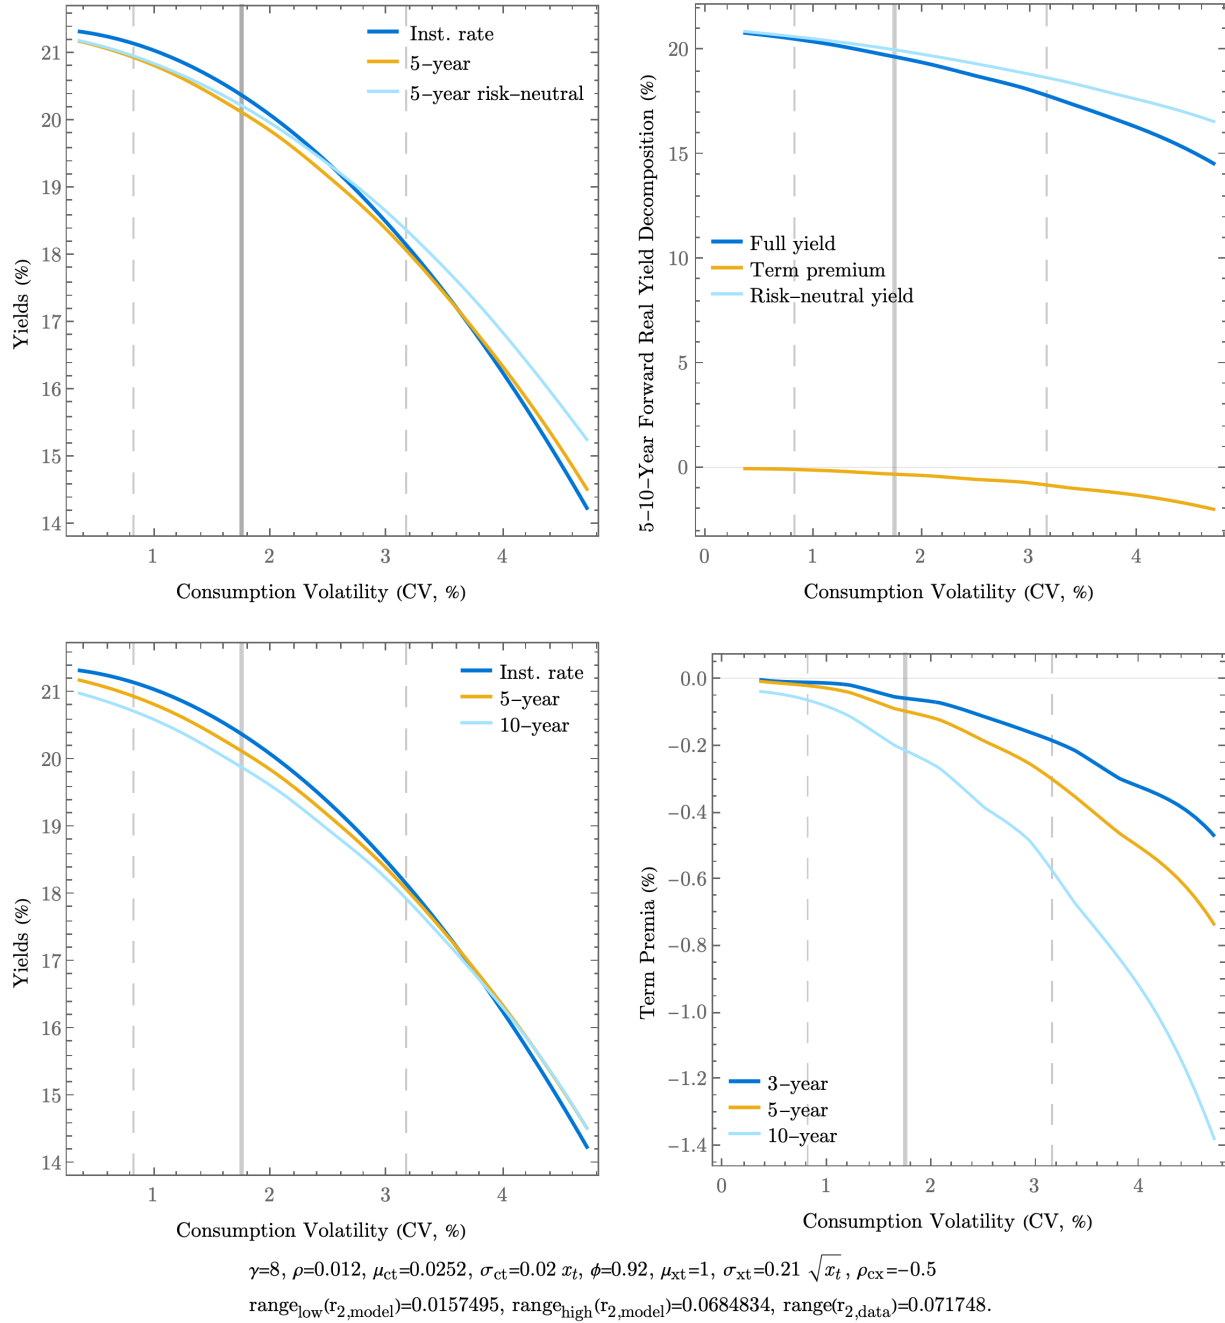 21
20
19
18
17
16
15
14
Yields (%)
Inst. rate
5–year
5–year risk–neutral
1
2
3
4
Consumption Volatility (CV, %)
20
15
10
5
0
5–10–Year Forward Real Yield Decomposition (%)
Full yield
Term premium
Risk–neutral yield
0
1
2
3
4
Consumption Volatility (CV, %)
21
20
19
18
17
16
15
14
Yields (%)
Inst. rate
5–year
10–year
1
2
3
4
Consumption Volatility (CV, %)
0.0
−0.2
−0.4
−0.6
−0.8
−1.0
−1.2
−1.4
Term Premia (%)
3–year
5–year
10–year
0
1
2
3
4
Consumption Volatility (CV, %)
γ=8, ρ=0.012, μct=0.0252, σct=0.02 xt, ϕ=0.92, μxt=1, σxt=0.21 √xt, ρcx=−0.5
rangelow(r2,model)=0.0157495, rangehigh(r2,model)=0.0684834, range(r2,data)=0.071748.